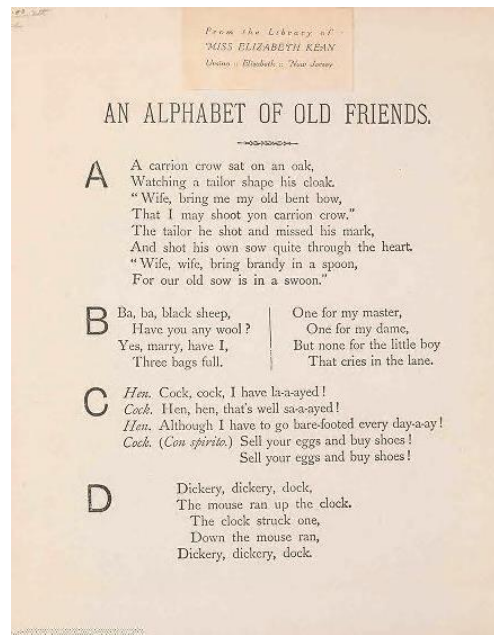 From the Library of
MISS ELIZABETH KEAN
Ursino :: Elizabeth :: New Jersey
AN ALPHABET OF OLD FRIENDS.
A
A carrion crow sat on an oak,
Watching a tailor shape his cloak.
“Wife, bring me my old bent bow,
That I may shoot yon carrion crow.”
The tailor he shot and missed his mark,
And shot his own sow quite through the heart.
“Wife, wife, bring brandy in a spoon,
For our old sow is in a swoon.”
B
Ba, ba, black sheep,
Have you any wool?
Yes, marry, have I,
Three bags full.
One for my master,
One for my dame,
But none for the little boy
That cries in the lane.
C
Hen. Cock, cock, I have la-a-ayed!
Cock. Hen, hen, that's well sa-a-ayed!
Hen. Although I have to go bare-footed every day-a-ay!
Cock. (Con spirito.) Sell your eggs and buy shoes!
Sell your eggs and buy shoes!
D
Dickery, dickery, dock,
The mouse ran up the clock.
The clock struck one,
Down the mouse ran,
Dickery, dickery, dock.